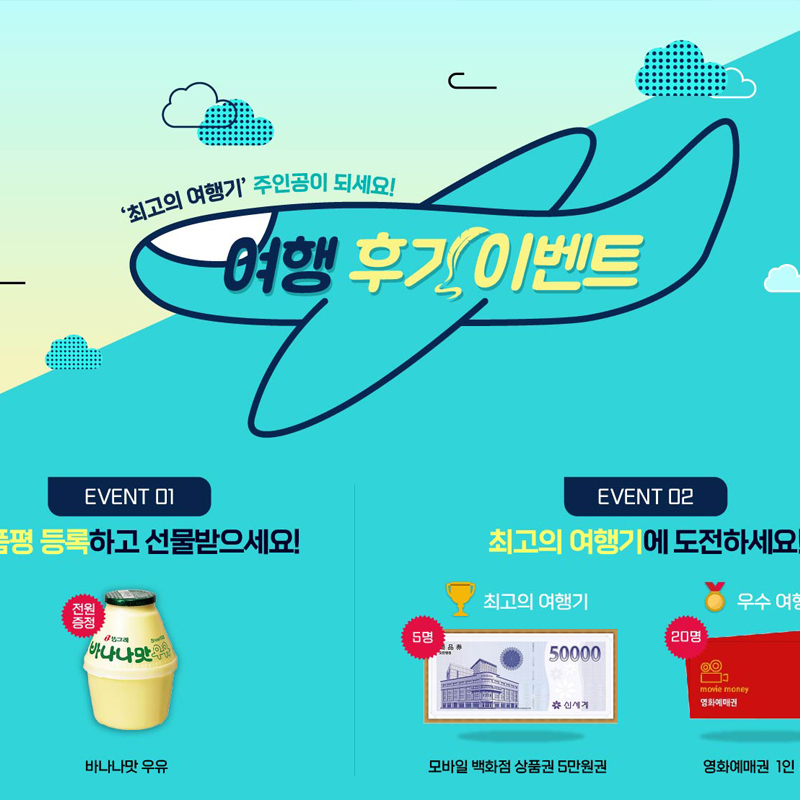 ‘최고의 여행기’ 주인공이 되세요!
여행 후기 이벤트
EVENT 01
품평 등록하고 선물받으세요!
전원
증정
빙그레
바나나맛 우유
바나나맛 우유
EVENT 02
최고의 여행기에 도전하세요!
최고의 여행기
5명
50000
신세계
모바일 백화점 상품권 5만원권
우수 여행
20명
movie money
영화예매권
영화예매권 1인